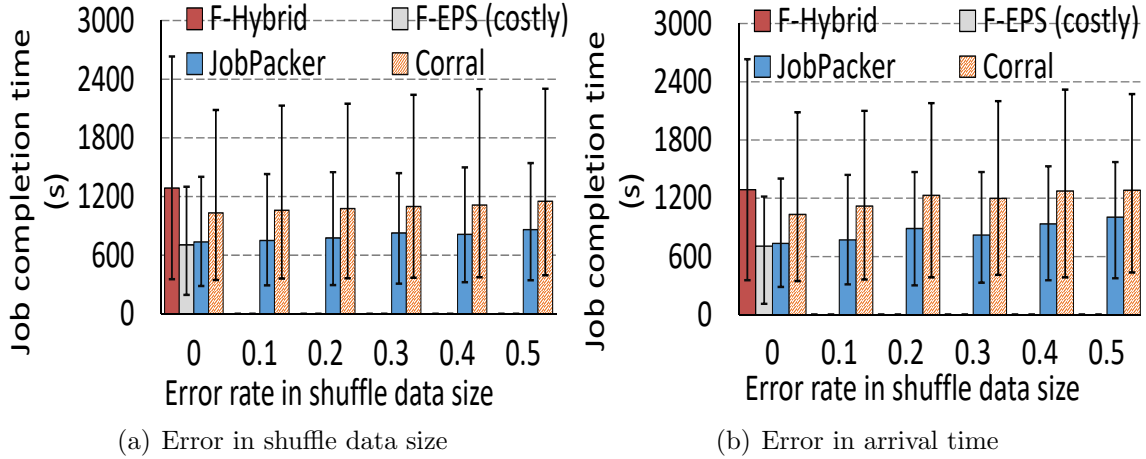 3000
2400
1800
1200
600
0
Job completion time
(s)
F-Hybrid
F-EPS (costly)
JobPacker
Corral
0 0.1 0.2 0.3 0.4 0.5
Error rate in shuffle data size
(a) Error in shuffle data size
3000
2400
1800
1200
600
0
Job completion time
(s)
F-Hybrid
F-EPS (costly)
JobPacker
Corral
0 0.1 0.2 0.3 0.4 0.5
Error rate in shuffle data size
(b) Error in arrival time